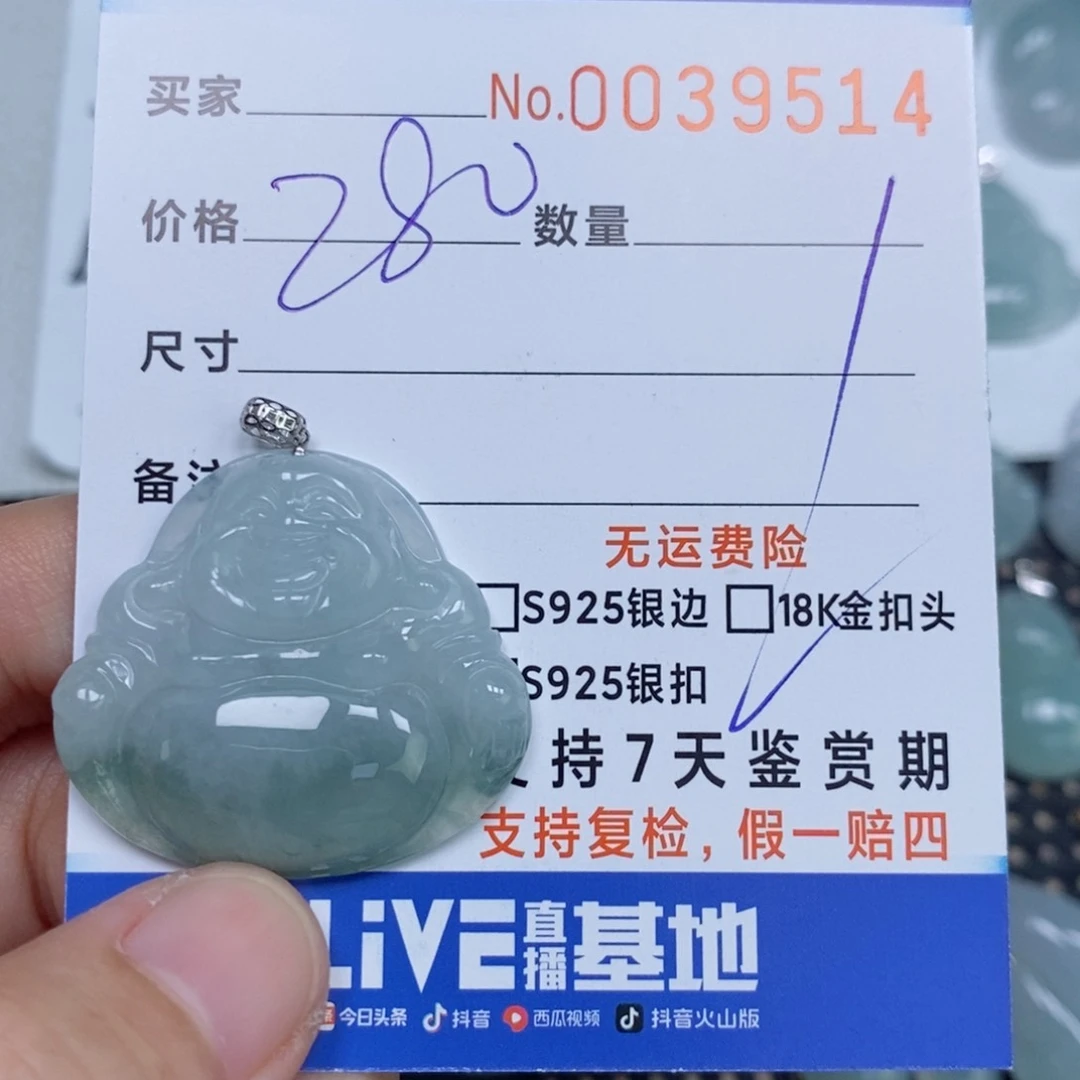 买家 No.0039514
价格 280 数量
尺寸
备注
无运费险
S925银边 18K金扣头
S925银扣
持7天鉴赏期
支持复检，假一赔四
LiVE直播基地
今日头条 抖音 西瓜视频 抖音火山版